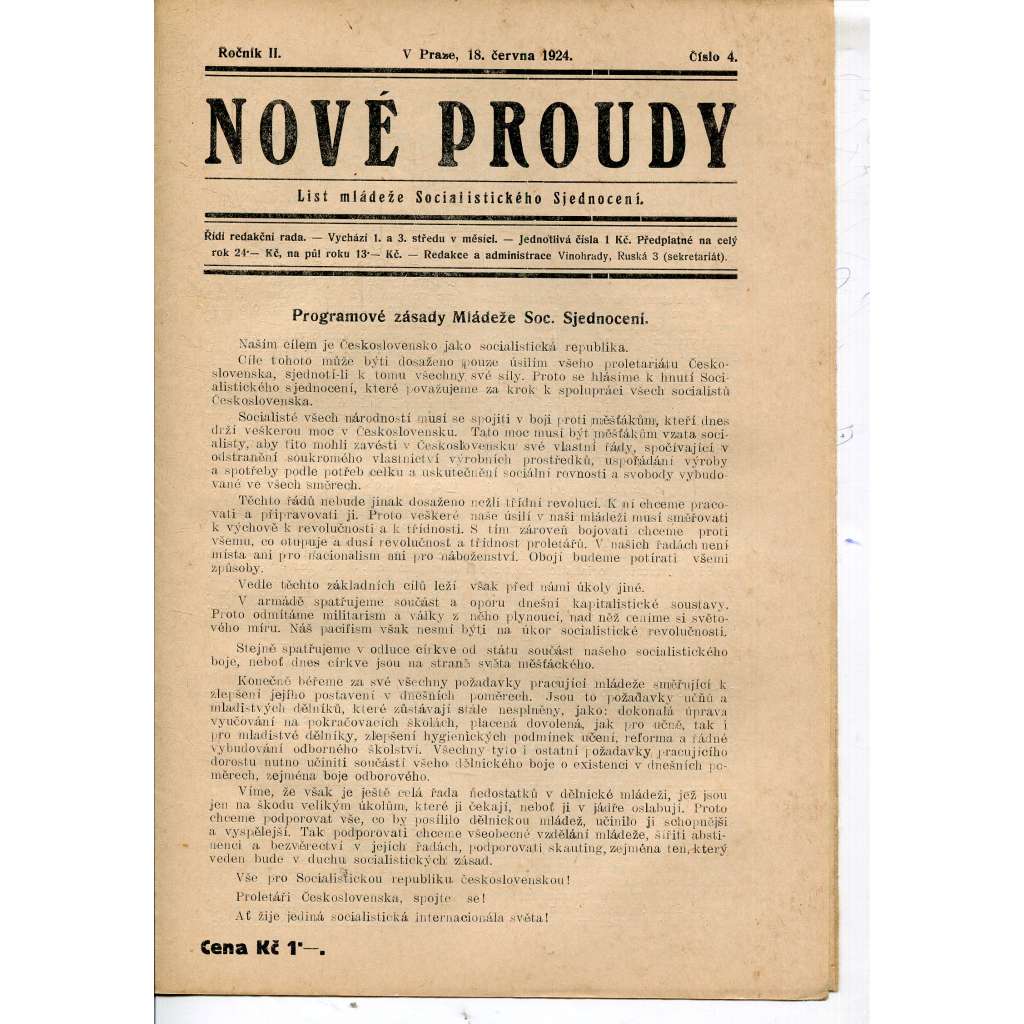 Ročník II.
V Praze, 18. června 1924.
Číslo 4.
NOVÉ PROUDY
List mládeže Socialistického Sjednocení.
Řídí redakční rada. — Vychází 1. a 3. středu v měsíci. — Jednotlivá čísla 1 Kč. Předplatné na celý
rok 24·— Kč, na půl roku 13·— Kč. — Redakce a administrace Vinohrady, Ruská 3 (sekretariát).
Programové zásady Mládeže Soc. Sjednocení.
Naším cílem je Československo jako socialistická republika.
Cíle tohoto může býti dosaženo pouze úsilím všeho proletariátu Česko-
slovenska, sjednotí-li k tomu všechny své síly. Proto se hlásíme k hnutí Soci-
alistického sjednocení, které považujeme za krok k spolupráci všech socialistů
Československa.
Socialisté všech národností musí se spojiti v boji proti měšťákům, kteří dnes
drží veškerou moc v Československu. Tato moc musí být měšťákům vzata soci-
alisty, aby tito mohli zavésti v Československu své vlastní řády, spočívající v
odstranění soukromého vlastnictví výrobních prostředků, uspořádání výroby
a spotřeby podle potřeb celku a uskutečnění sociální rovnosti a svobody vybudo-
vané ve všech směrech.
Těchto řádů nebude jinak dosaženo nežli třídní revolucí. K ní chceme praco-
vati a připravovati ji. Proto veškeré naše úsilí v naší mládeži musí směřovati
k výchově k revolučnosti a k třídnosti. S tím zároveň bojovati chceme proti
všemu, co otupuje a dusí revolučnost a třídnost proletářů. V našich řadách není
místa ani pro nacionalism ani pro náboženství. Obojí budeme potírati všemi
způsoby.
Vedle těchto základních cílů leží však před námi úkoly jiné.
V armádě spatřujeme součást a oporu dnešní kapitalistické soustavy.
Proto odmítáme militarism a války z něho plynoucí, nad něž ceníme si světo-
vého míru. Náš pacifism však nesmí býti na úkor socialistické revolučnosti.
Stejně spatřujeme v odluce církve od státu součást našeho socialistického
boje, neboť dnes církve jsou na straně světa měšťáckého.
Konečně béřeme za své všechny požadavky pracující mládeže směřující k
zlepšení jejího postavení v dnešních poměrech. Jsou to požadavky učňů a
mladistvých dělníků, které zůstávají stále nesplněny, jako: dokonalá úprava
vyučování na pokračovacích školách, placená dovolená, jak pro učně, tak i
pro mladistvé dělníky, zlepšení hygienických podmínek učení, reforma a řádné
vybudování odborného školství. Všechny tyto i ostatní požadavky pracujícího
dorostu nutno učiniti součástí všeho dělnického boje o existenci v dnešních po-
měrech, zejména boje odborového.
Víme, že však je ještě celá řada nedostatků v dělnické mládeži, jež jsou
jen na škodu velikým úkolům, které ji čekají, neboť ji v jádře oslabují. Proto
chceme podporovat vše, co by posílilo dělnickou mládež, učinilo ji schopnější
a vyspělejší. Tak podporovati chceme všeobecné vzdělání mládeže, šířiti absti-
nenci a bezvěrectví v jejích řadách, podporovati skauting, zejména ten, který
veden bude v duchu socialistických zásad.
Vše pro Socialistickou republiku československou!
Proletáři Československa, spojte se!
Ať žije jediná socialistická internacionála světa!
Cena Kč 1·—.